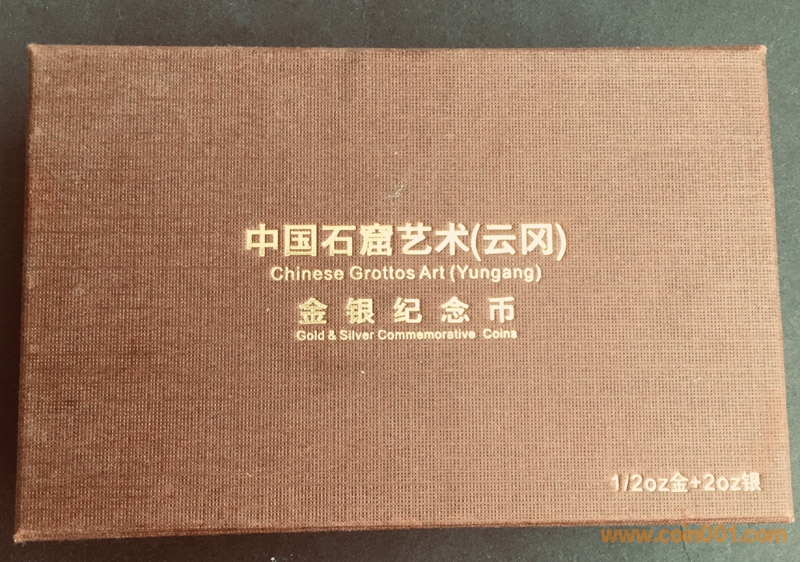 中国石窟艺术(云冈)
Chinese Grottos Art (Yungang)
金银纪念币
Gold & Silver Commemorative Coins
1/2oz金+2oz银
www.coin001.com